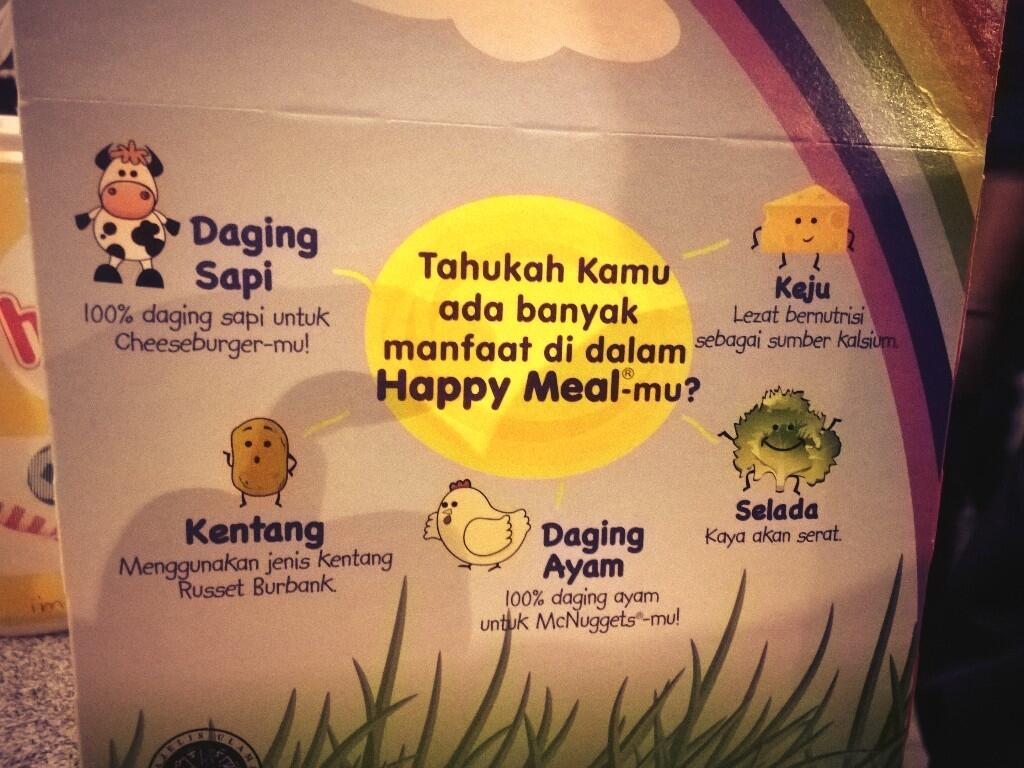 Tahukah Kamu
ada banyak
manfaat di dalam
Happy Meal®-mu?
Daging
Sapi
100% daging sapi untuk
Cheeseburger-mu!
Keju
Lezat bernutrisi
sebagai sumber kalsium.
Kentang
Menggunakan jenis Kentang
Russet Burbank.
Daging
Ayam
100% daging ayam
untuk McNuggets®-mu!
Selada
Kaya akan serat.